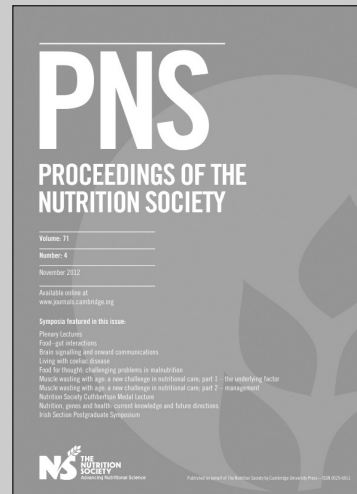 PNS
PROCEEDINGS OF THE
NUTRITION SOCIETY
Volume: 71
Number: 4
November 2012
Available online at
www.journals.cambridge.org
Symposia featured in this issue:
Plenary Lectures
Food–gut interactions
Brain signalling and onward communications
Living with coeliac disease
Food for thought: challenging problems in malnutrition
Muscle wasting with age: a new challenge in nutritional care; part 1 – the underlying factor
Muscle wasting with age: a new challenge in nutritional care; part 2 – management
Nutrition Society Cuthbertson Medal Lecture
Nutrition, genes and health: current knowledge and future directions
Irish Section Postgraduate Symposium
NS THE
NUTRITION
SOCIETY
Advancing Nutritional Science
Published on behalf of The Nutrition Society by Cambridge University Press – ISSN 0029-6651